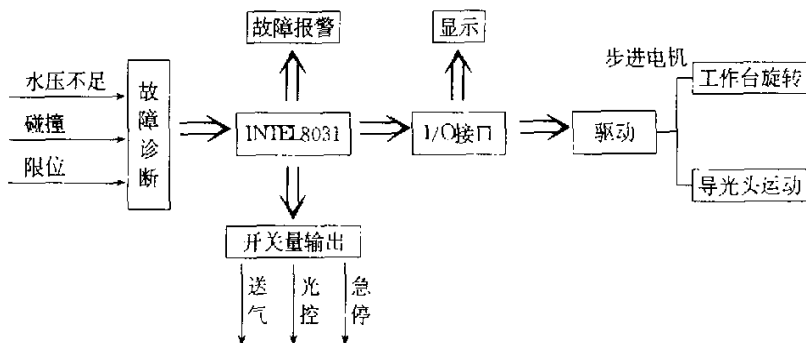 故障报警
显示
步进电机
水压不足
工作台旋转
碰撞
故障诊断
INTEL8031
I/O接口
驱动
限位
导光头运动
开关量输出
送气
光控
急停